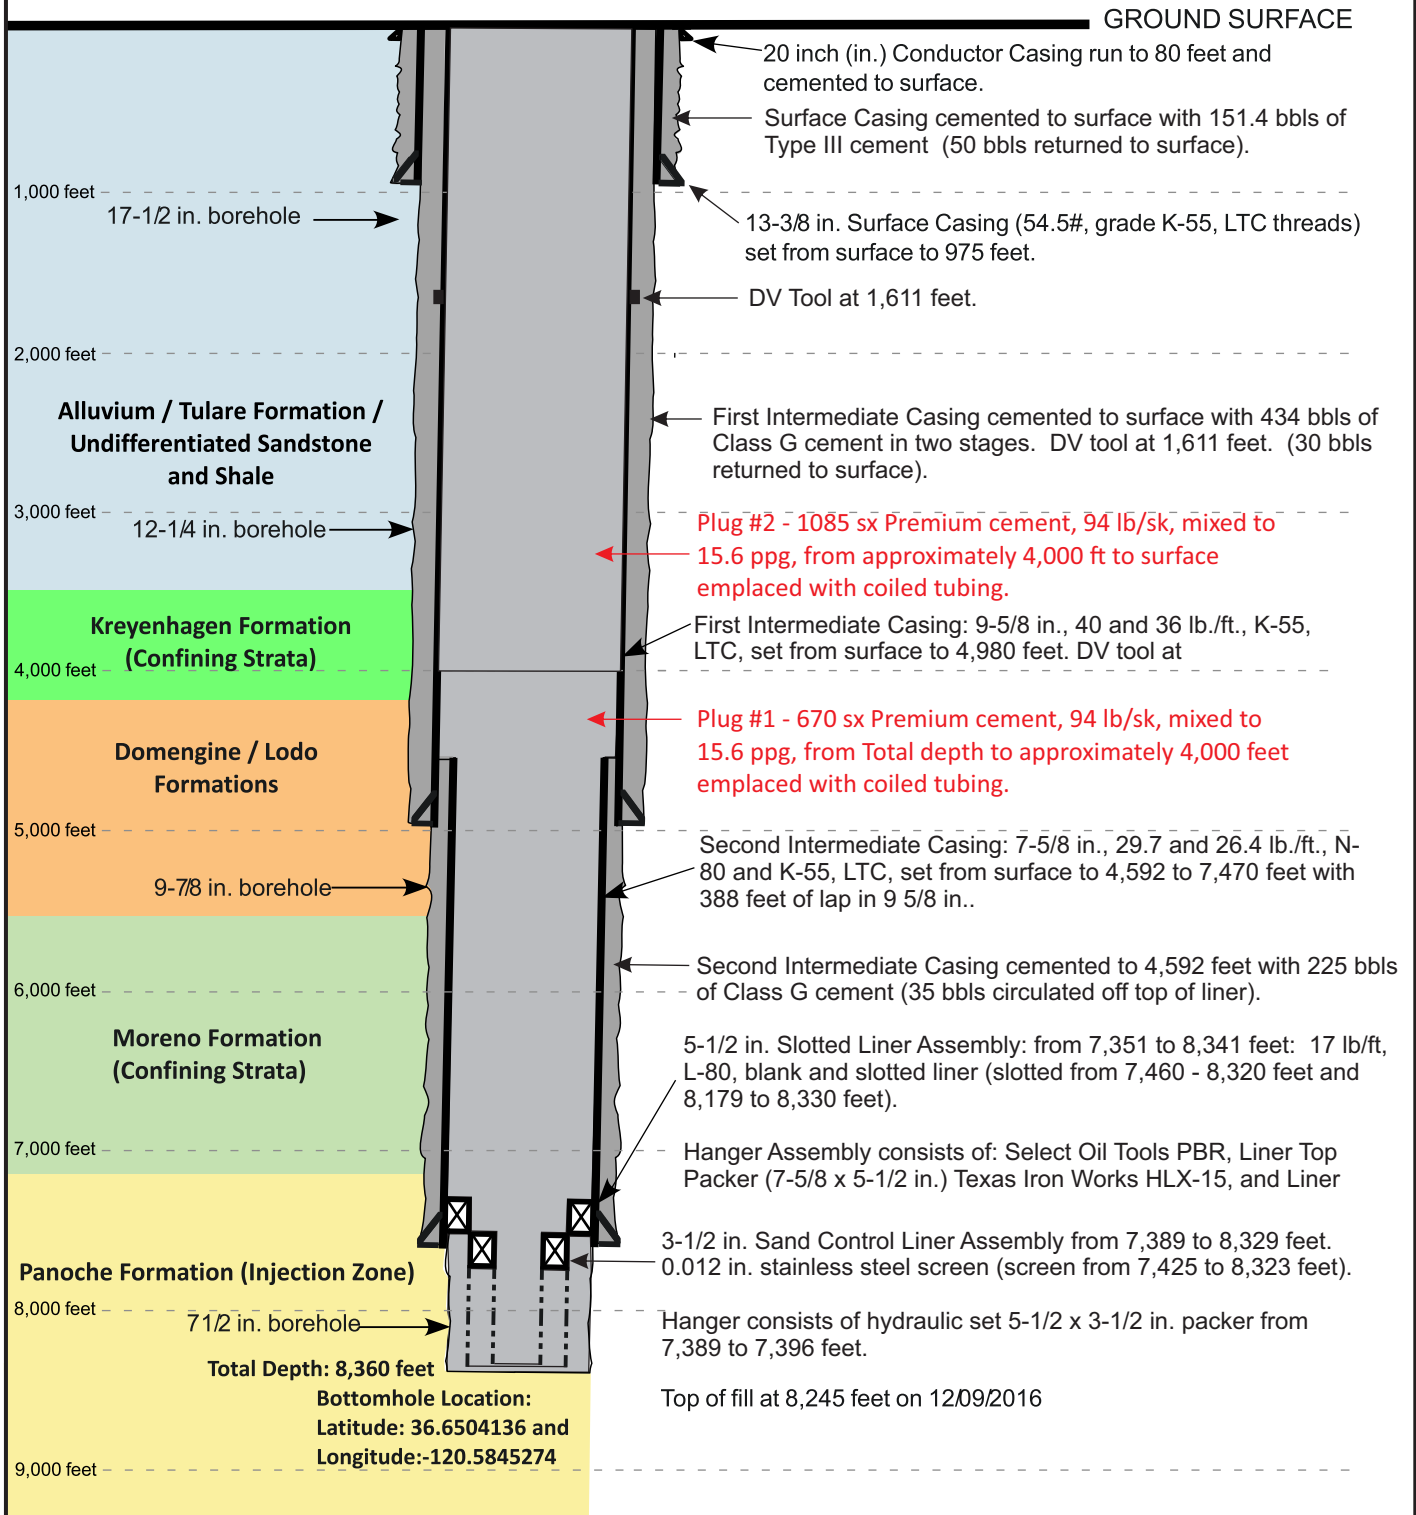 GROUND SURFACE
20 inch (in.) Conductor Casing run to 80 feet and
cemented to surface.
Surface Casing cemented to surface with 151.4 bbls of
Type III cement (50 bbls returned to surface).
1,000 feet
17-1/2 in. borehole
13-3/8 in. Surface Casing (54.5#, grade K-55, LTC threads)
set from surface to 975 feet.
DV Tool at 1,611 feet.
2,000 feet
Alluvium / Tulare Formation /
Undifferentiated Sandstone
and Shale
First Intermediate Casing cemented to surface with 434 bbls of
Class G cement in two stages. DV tool at 1,611 feet. (30 bbls
returned to surface).
3,000 feet
12-1/4 in. borehole
Plug #2 - 1085 sx Premium cement, 94 lb/sk, mixed to
15.6 ppg, from approximately 4,000 ft to surface
emplaced with coiled tubing.
Kreyenhagen Formation
(Confining Strata)
First Intermediate Casing: 9-5/8 in., 40 and 36 lb./ft., K-55,
LTC, set from surface to 4,980 feet. DV tool at
4,000 feet
Plug #1 - 670 sx Premium cement, 94 lb/sk, mixed to
15.6 ppg, from Total depth to approximately 4,000 feet
emplaced with coiled tubing.
Domengine / Lodo
Formations
5,000 feet
Second Intermediate Casing: 7-5/8 in., 29.7 and 26.4 lb./ft., N-
80 and K-55, LTC, set from surface to 4,592 to 7,470 feet with
388 feet of lap in 9 5/8 in..
9-7/8 in. borehole
Second Intermediate Casing cemented to 4,592 feet with 225 bbls
of Class G cement (35 bbls circulated off top of liner).
6,000 feet
Moreno Formation
(Confining Strata)
5-1/2 in. Slotted Liner Assembly: from 7,351 to 8,341 feet: 17 lb/ft,
L-80, blank and slotted liner (slotted from 7,460 - 8,320 feet and
8,179 to 8,330 feet).
7,000 feet
Hanger Assembly consists of: Select Oil Tools PBR, Liner Top
Packer (7-5/8 x 5-1/2 in.) Texas Iron Works HLX-15, and Liner
3-1/2 in. Sand Control Liner Assembly from 7,389 to 8,329 feet.
0.012 in. stainless steel screen (screen from 7,425 to 8,323 feet).
Panoche Formation (Injection Zone)
8,000 feet
71/2 in. borehole
Hanger consists of hydraulic set 5-1/2 x 3-1/2 in. packer from
7,389 to 7,396 feet.
Total Depth: 8,360 feet
Bottomhole Location:
Latitude: 36.6504136 and
Longitude:-120.5845274
Top of fill at 8,245 feet on 12/09/2016
9,000 feet